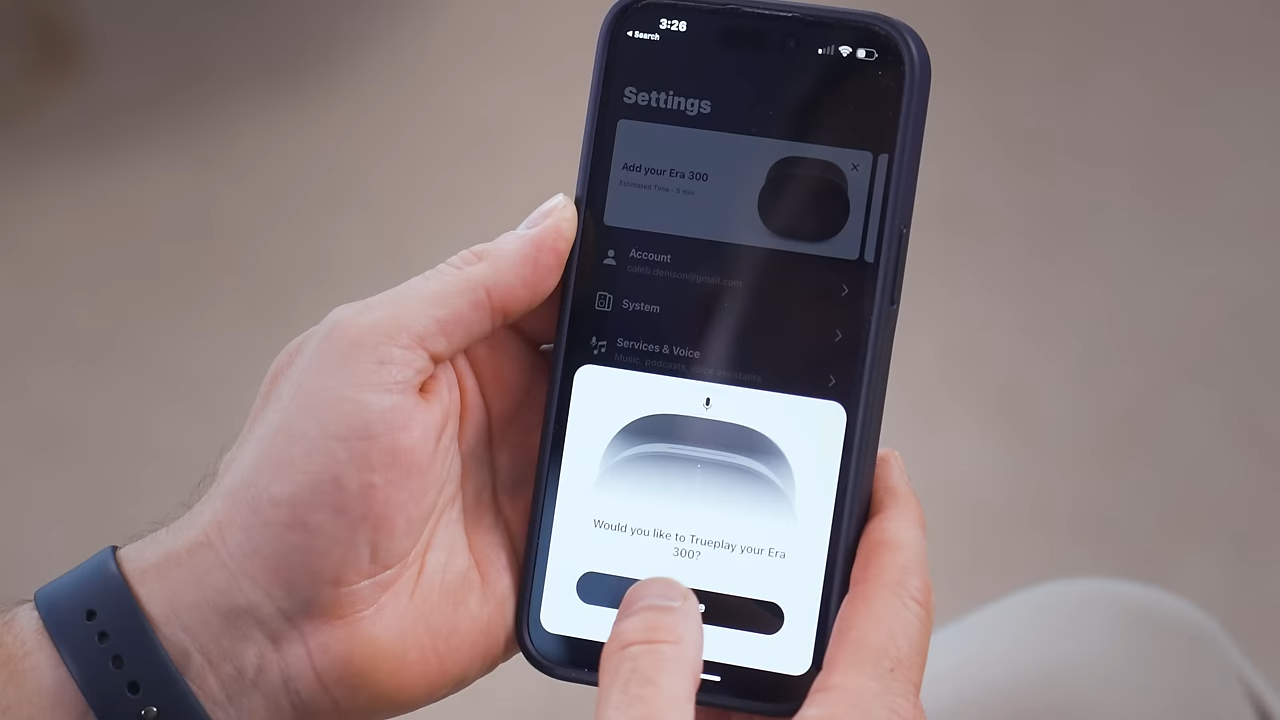 3:26
Search
Settings
Add your Era 300
Estimated Time - 5 min
Account
caleb.denison@gmail.com
System
Services & Voice
Music, podcasts, voice assistants
Would you like to Trueplay your Era
300?